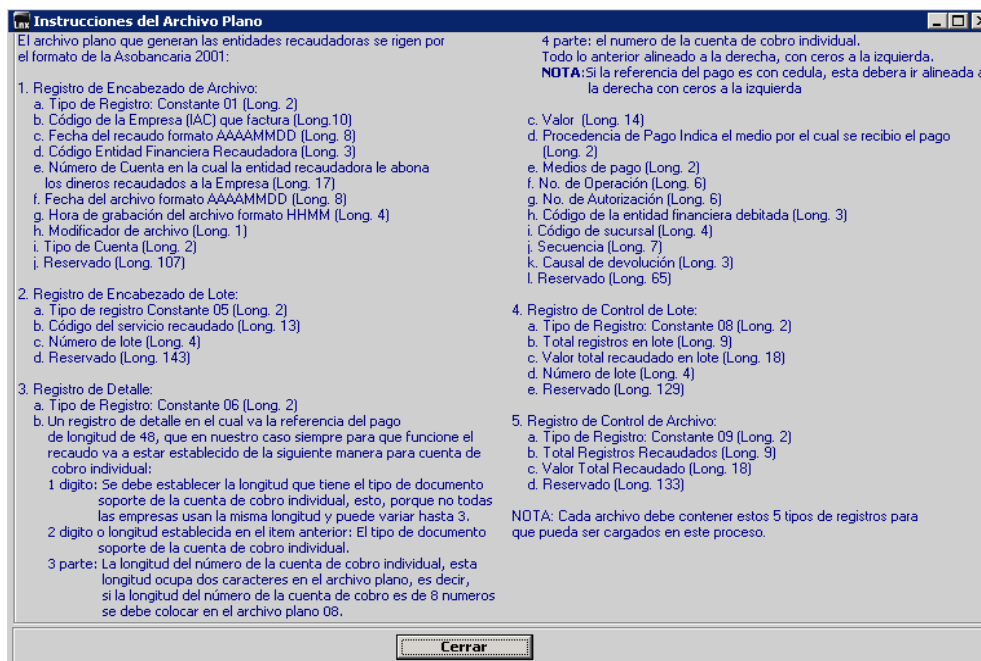 Instrucciones del Archivo Plano
El archivo plano que generan las entidades recaudadoras se rigen por
el formato de la Asobancaria 2001:
1. Registro de Encabezado de Archivo:
a. Tipo de Registro: Constante 01 (Long. 2)
b. Código de la Empresa (IAC) que factura (Long.10)
c. Fecha del recaudo formato AAAAMMDD (Long. 8)
d. Código Entidad Financiera Recaudadora (Long. 3)
e. Número de Cuenta en la cual la entidad recaudadora le abona
los dineros recaudados a la Empresa (Long. 17)
f. Fecha del archivo formato AAAAMMDD (Long. 8)
g. Hora de grabación del archivo formato HHMM (Long. 4)
h. Modificador de archivo (Long. 1)
i. Tipo de Cuenta (Long. 2)
j. Reservado (Long. 107)
2. Registro de Encabezado de Lote:
a. Tipo de registro Constante 05 (Long. 2)
b. Código del servicio recaudado (Long. 13)
c. Número de lote (Long. 4)
d. Reservado (Long. 143)
3. Registro de Detalle:
a. Tipo de Registro: Constante 06 (Long. 2)
b. Un registro de detalle en el cual va la referencia del pago
de longitud de 48, que en nuestro caso siempre para que funcione el
recaudo va a estar establecido de la siguiente manera para cuenta de
cobro individual:
1 digito: Se debe establecer la longitud que tiene el tipo de documento
soporte de la cuenta de cobro individual, esto, porque no todas
las empresas usan la misma longitud y puede variar hasta 3.
2 digito o longitud establecida en el item anterior: El tipo de documento
soporte de la cuenta de cobro individual.
3 parte: La longitud del número de la cuenta de cobro individual, esta
longitud ocupa dos caracteres en el archivo plano, es decir,
si la longitud del número de la cuenta de cobro es de 8 numeros
se debe colocar en el archivo plano 08.
4 parte: el numero de la cuenta de cobro individual.
Todo lo anterior alineado a la derecha, con ceros a la izquierda.
NOTA:Si la referencia del pago es con cedula, esta debera ir alineada a
la derecha con ceros a la izquierda
c. Valor (Long. 14)
d. Procedencia de Pago Indica el medio por el cual se recibio el pago
(Long. 2)
e. Medios de pago (Long. 2)
f. No. de Operación (Long. 6)
g. No. de Autorización (Long. 6)
h. Código de la entidad financiera debitada (Long. 3)
i. Código de sucursal (Long. 4)
j. Secuencia (Long. 7)
k. Causal de devolución (Long. 3)
l. Reservado (Long. 65)
4. Registro de Control de Lote:
a. Tipo de Registro: Constante 08 (Long. 2)
b. Total registros en lote (Long. 9)
c. Valor total recaudado en lote (Long. 18)
d. Número de lote (Long. 4)
e. Reservado (Long. 129)
5. Registro de Control de Archivo:
a. Tipo de Registro: Constante 09 (Long. 2)
b. Total Registros Recaudados (Long. 9)
c. Valor Total Recaudado (Long. 18)
d. Reservado (Long. 133)
NOTA: Cada archivo debe contener estos 5 tipos de registros para
que pueda ser cargados en este proceso.
Cerrar